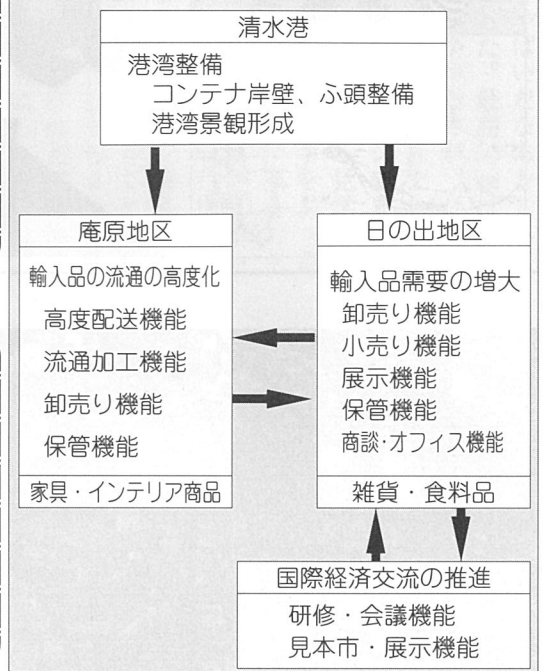 清水港
港湾整備
コンテナ岸壁、ふ頭整備
港湾景観形成
庵原地区
輸入品の流通の高度化
高度配送機能
流通加工機能
卸売り機能
保管機能
家具・インテリア商品
日の出地区
輸入品需要の増大
卸売り機能
小売り機能
展示機能
保管機能
商談・オフィス機能
雑貨・食料品
国際経済交流の推進
研修・会議機能
見本市・展示機能